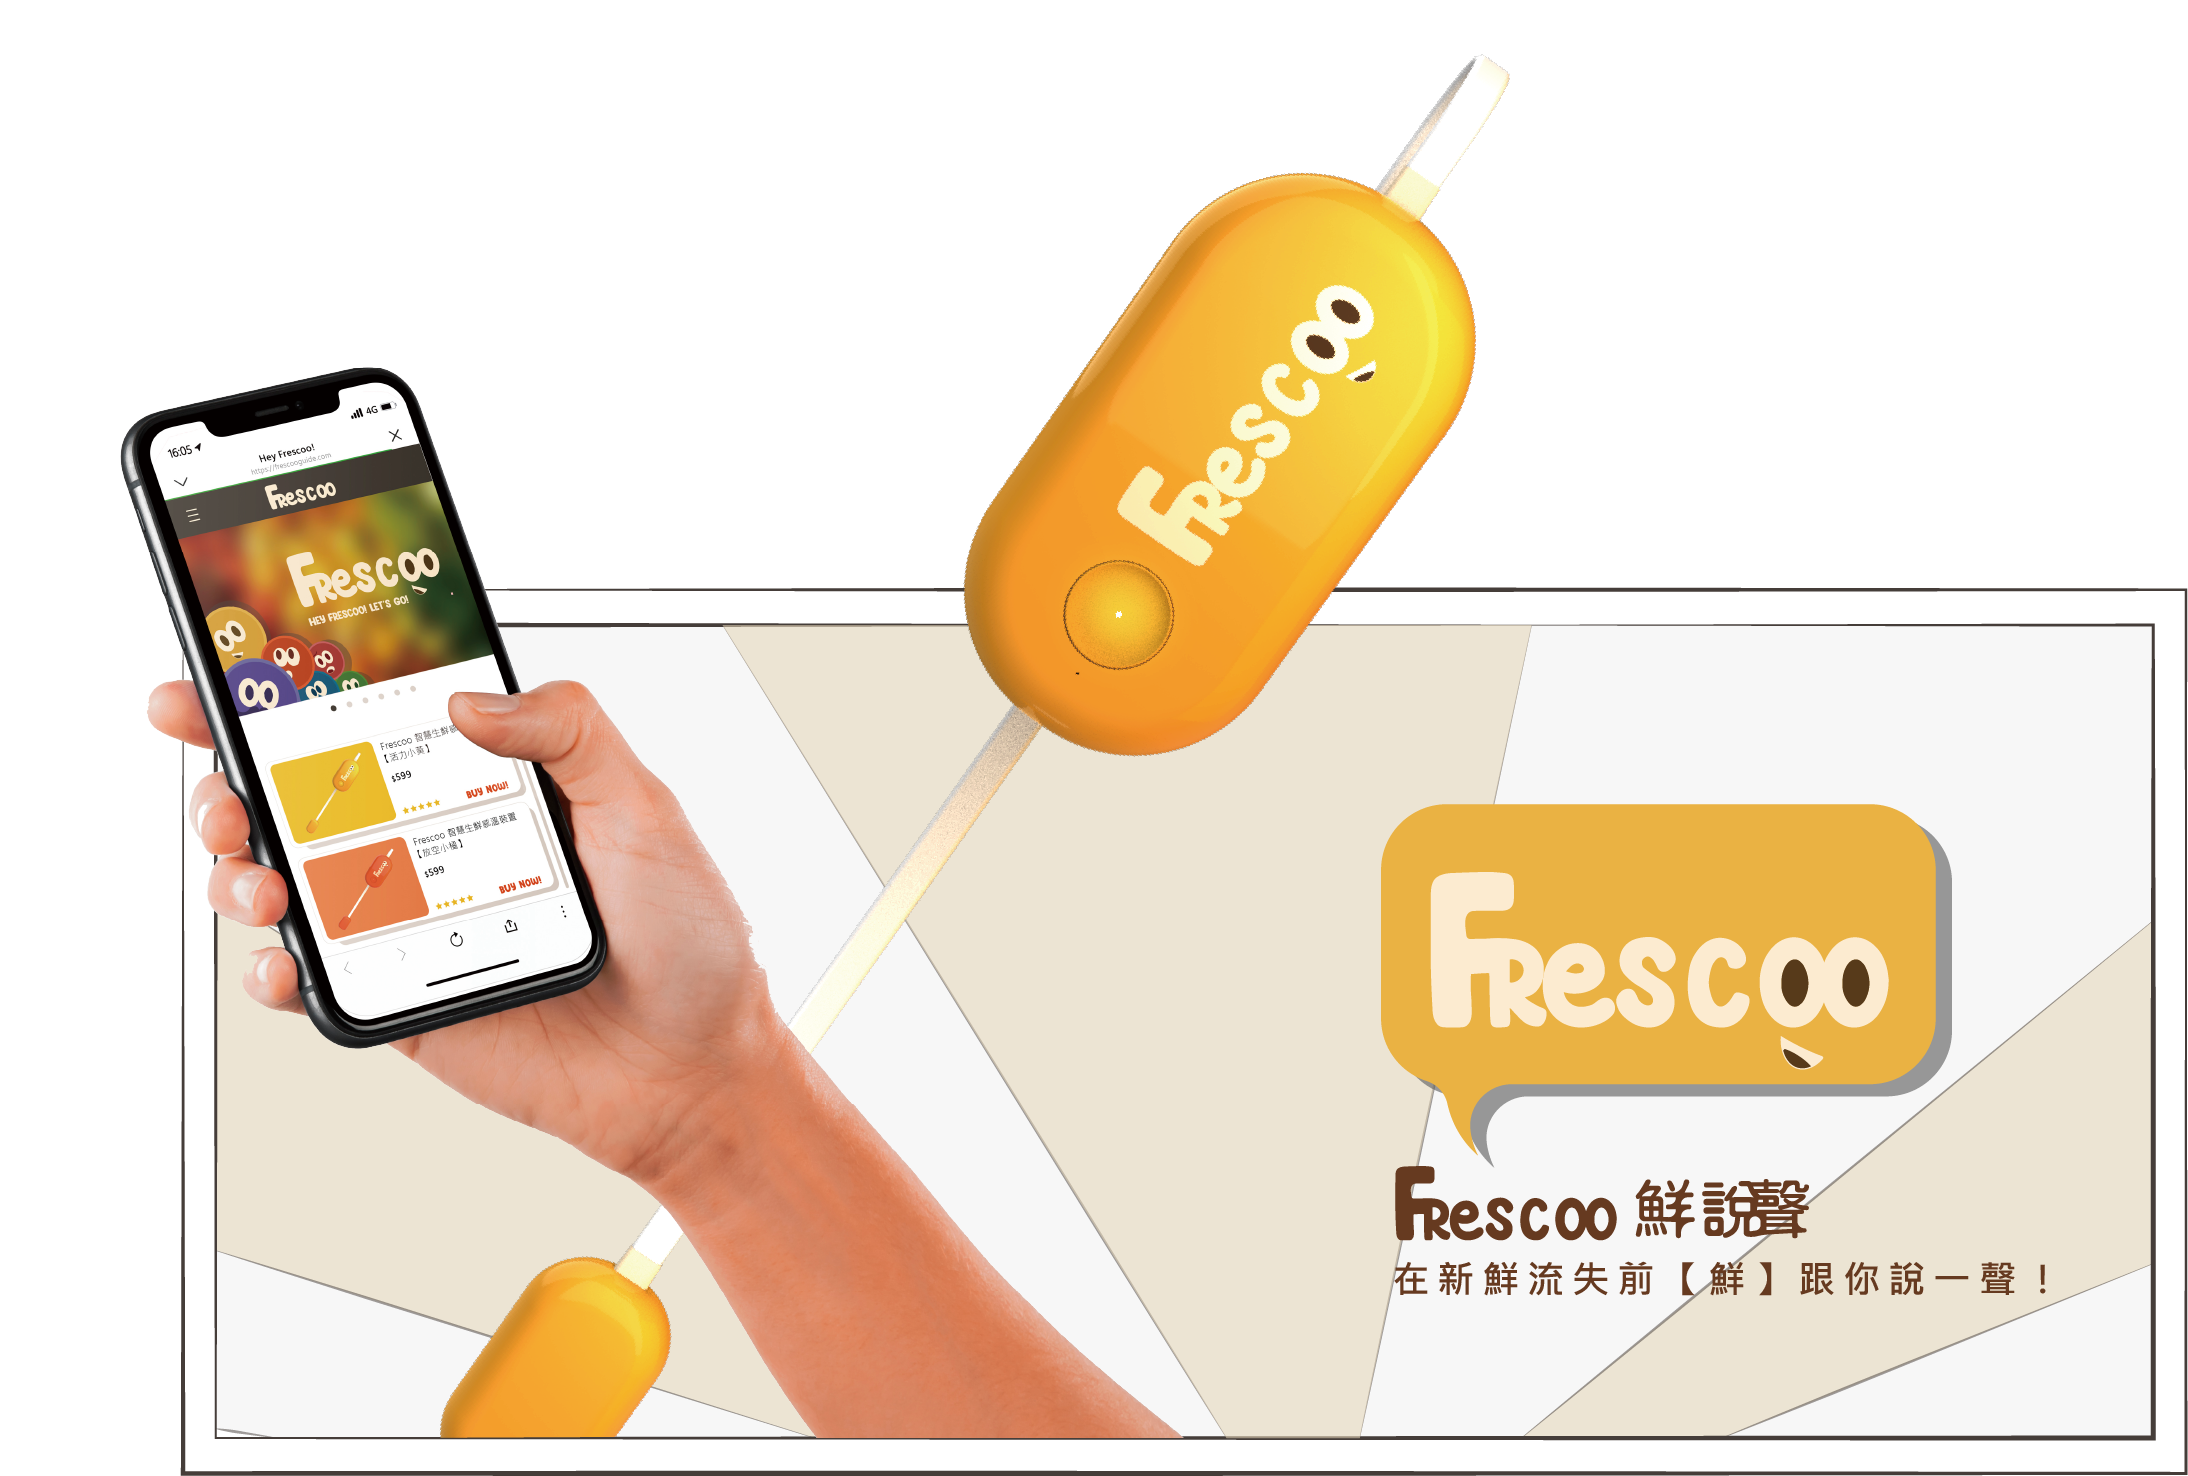 16:05
4G
Hey Frescoo!
https://frescooguide.com
Frescoo
Frescoo
HEY FRESCOO! LET'S GO!
Frescoo 智慧生鮮感
【活力小黃】
$599
BUY NOW!
Frescoo 智慧生鮮感溫裝置
【放空小橘】
$599
BUY NOW!
Frescoo
Frescoo
Frescoo 鮮說聲
在新鮮流失前【鮮】跟你說一聲！